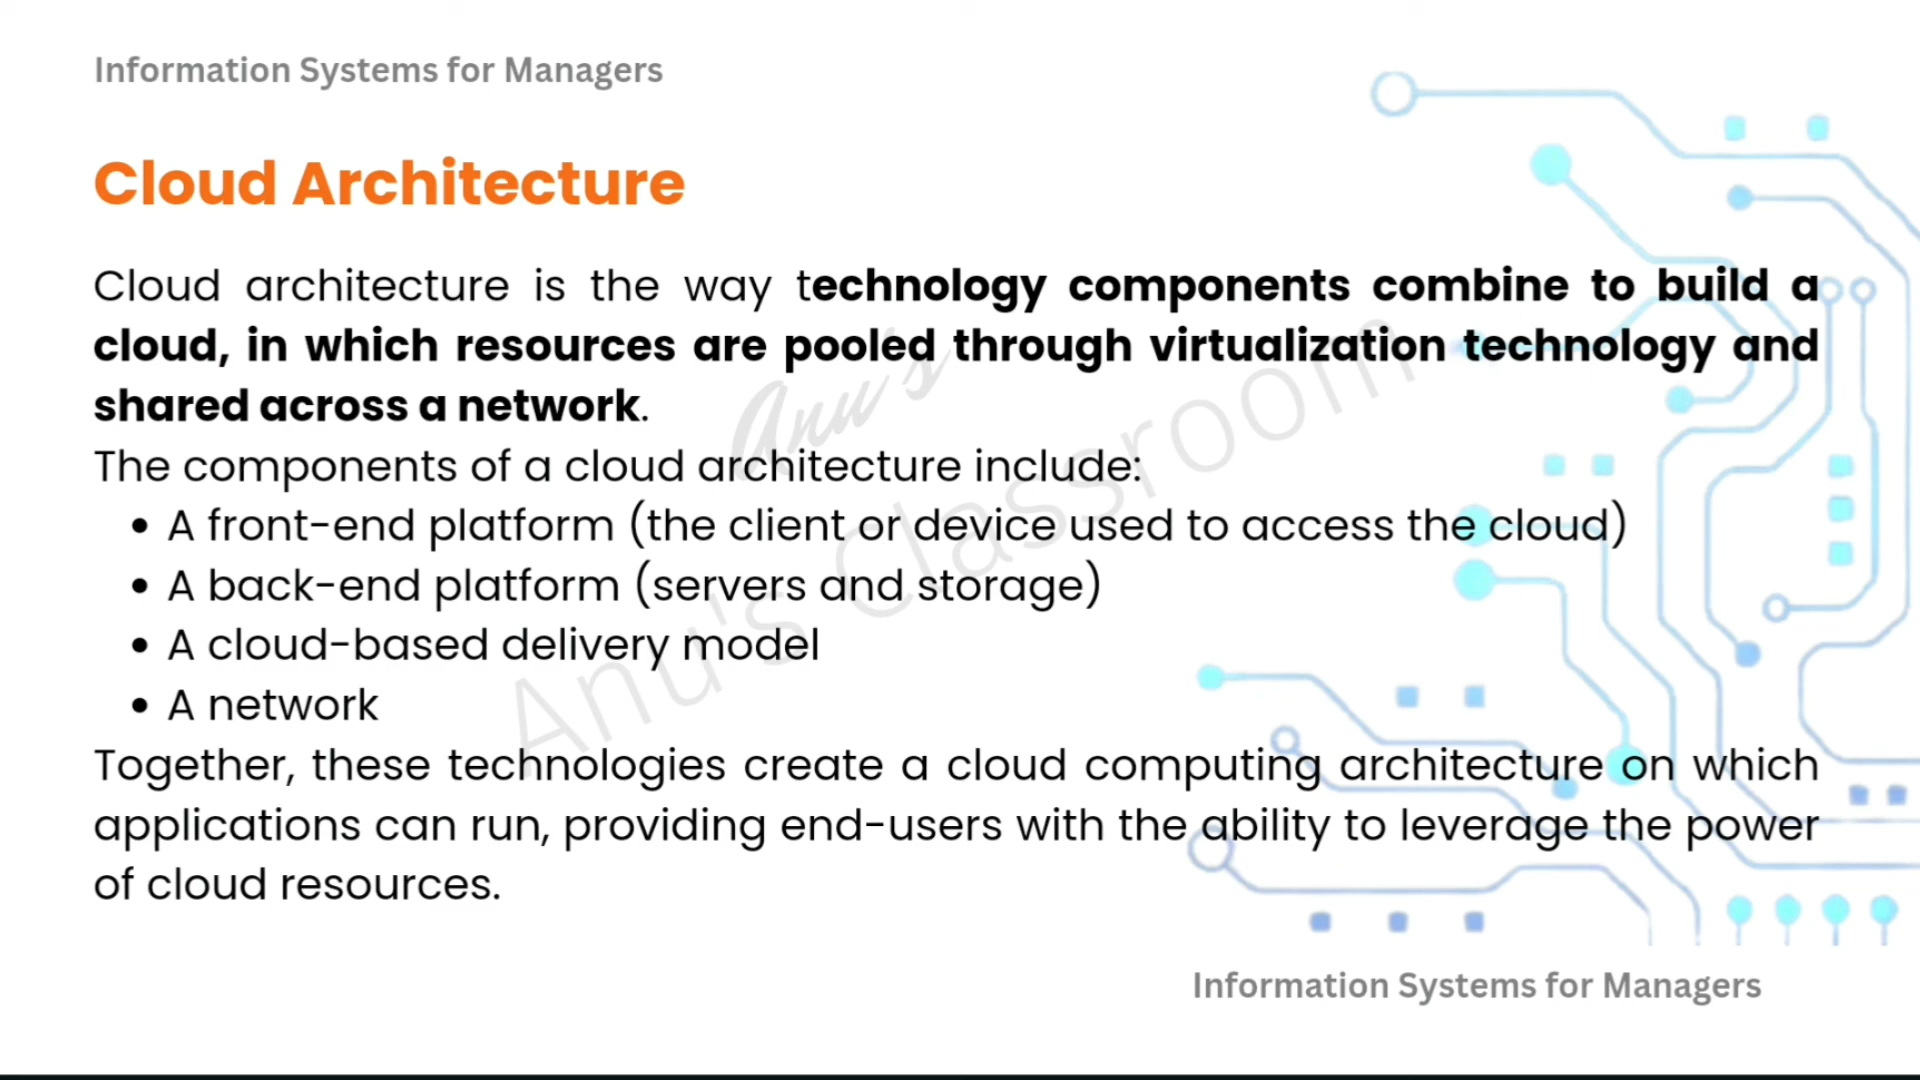 Information Systems for Managers
Cloud Architecture
Cloud architecture is the way technology components combine to build a
cloud, in which resources are pooled through virtualization technology and
shared across a network.
The components of a cloud architecture include:
• A front-end platform (the client or device used to access the cloud)
• A back-end platform (servers and storage)
• A cloud-based delivery model
• A network
Together, these technologies create a cloud computing architecture on which
applications can run, providing end-users with the ability to leverage the power
of cloud resources.
Anu's
Anu's Classroom
Information Systems for Managers